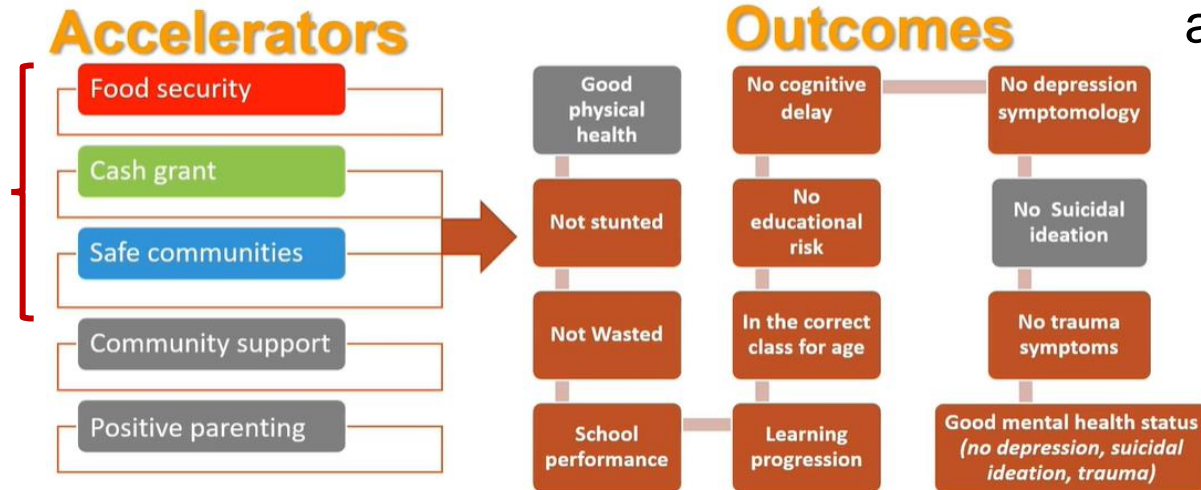 Accelerators
Food security
Cash grant
Safe communities
Community support
Positive parenting
Outcomes
a
Good
physical
health
Not stunted
Not Wasted
School
performance
No cognitive
delay
No
educational
risk
In the correct
class for age
Learning
progression
No depression
symptomology
No Suicidal
ideation
No trauma
symptoms
Good mental health status
(no depression, suicidal
ideation, trauma)